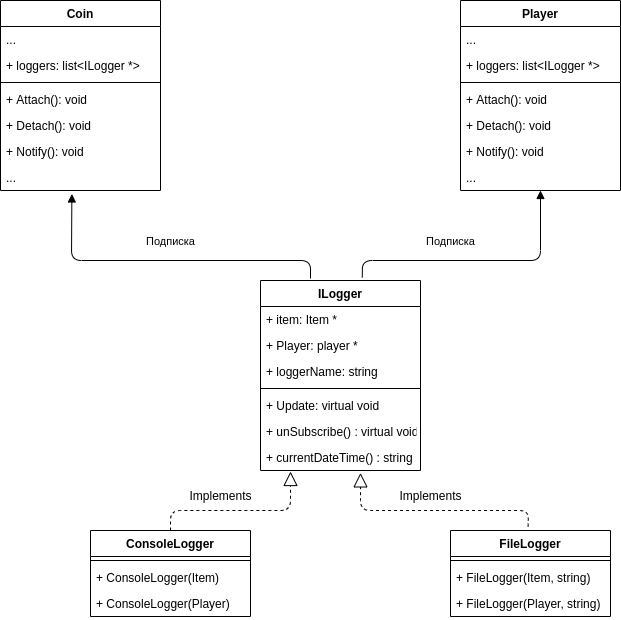 Coin
...
+ loggers: list<ILogger *>
+ Attach(): void
+ Detach(): void
+ Notify(): void
...
Player
...
+ loggers: list<ILogger *>
+ Attach(): void
+ Detach(): void
+ Notify(): void
...
Подписка
Подписка
ILogger
+ item: Item *
+ Player: player *
+ loggerName: string
+ Update: virtual void
+ unSubscribe() : virtual void
+ currentDateTime() : string
Implements
Implements
ConsoleLogger
+ ConsoleLogger(Item)
+ ConsoleLogger(Player)
FileLogger
+ FileLogger(Item, string)
+ FileLogger(Player, string)